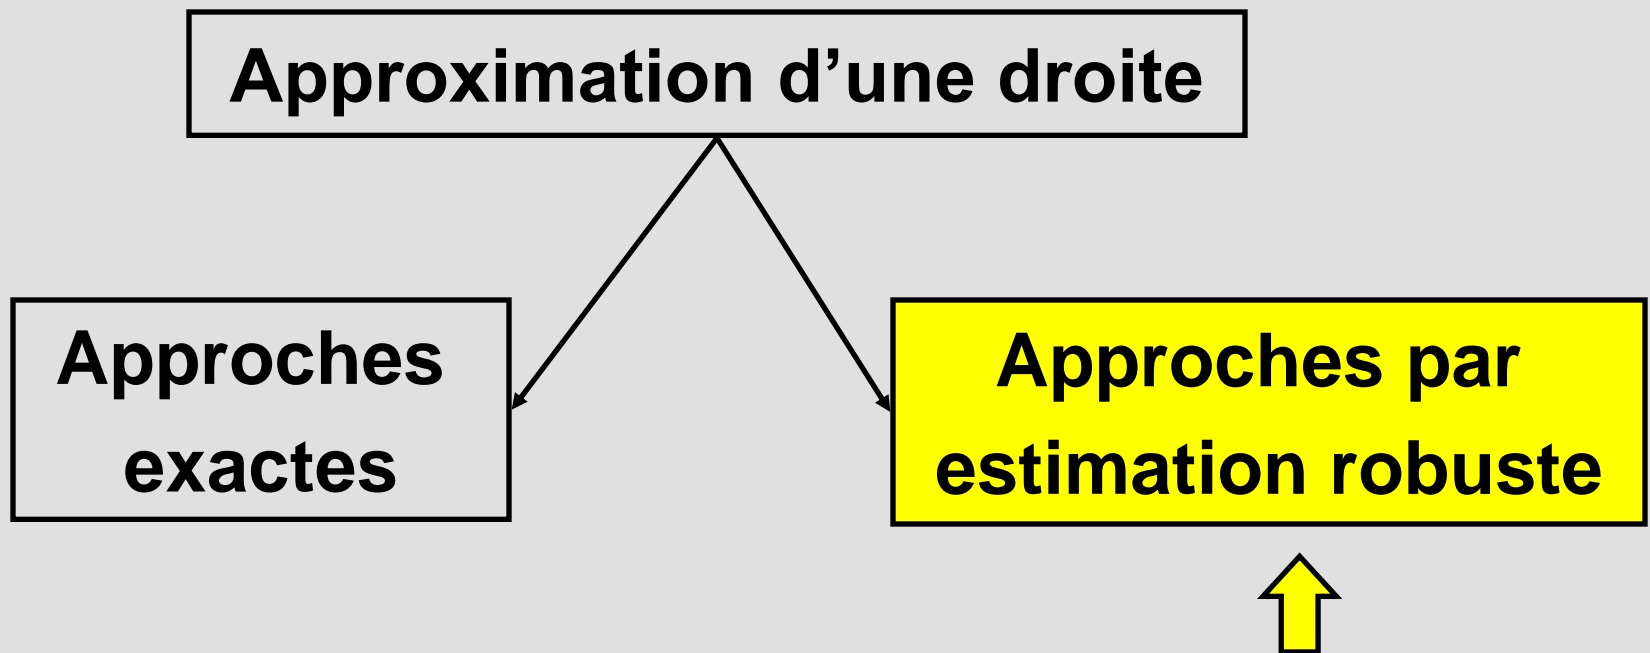 Approximation d’une droite
Approches
exactes
Approches par
estimation robuste